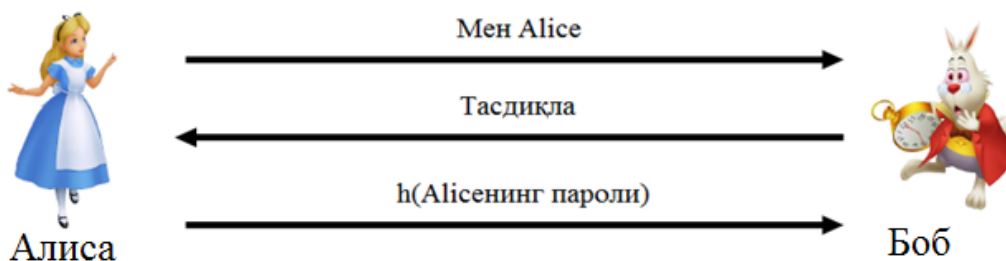 Мен Alice
Тасдиқла
h(Aliceнинг пароли)
Алиса
Боб